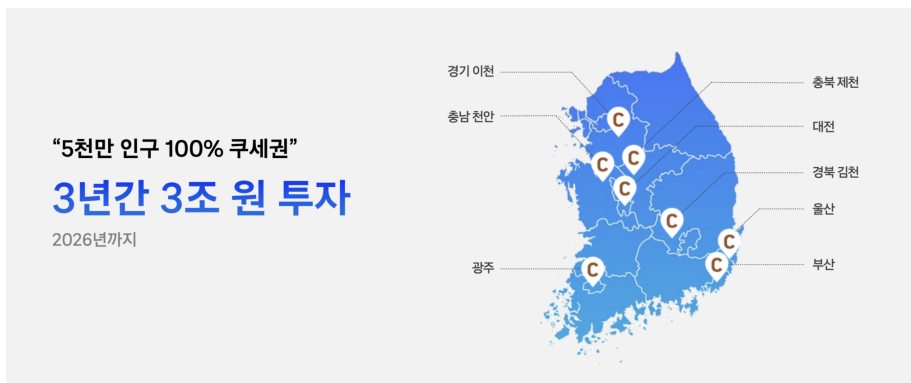 “5천만 인구 100% 쿠세권”
3년간 3조 원 투자
2026년까지
경기 이천
충남 천안
광주
충북 제천
대전
경북 김천
울산
부산
C
C
C
C
C
C
C
C